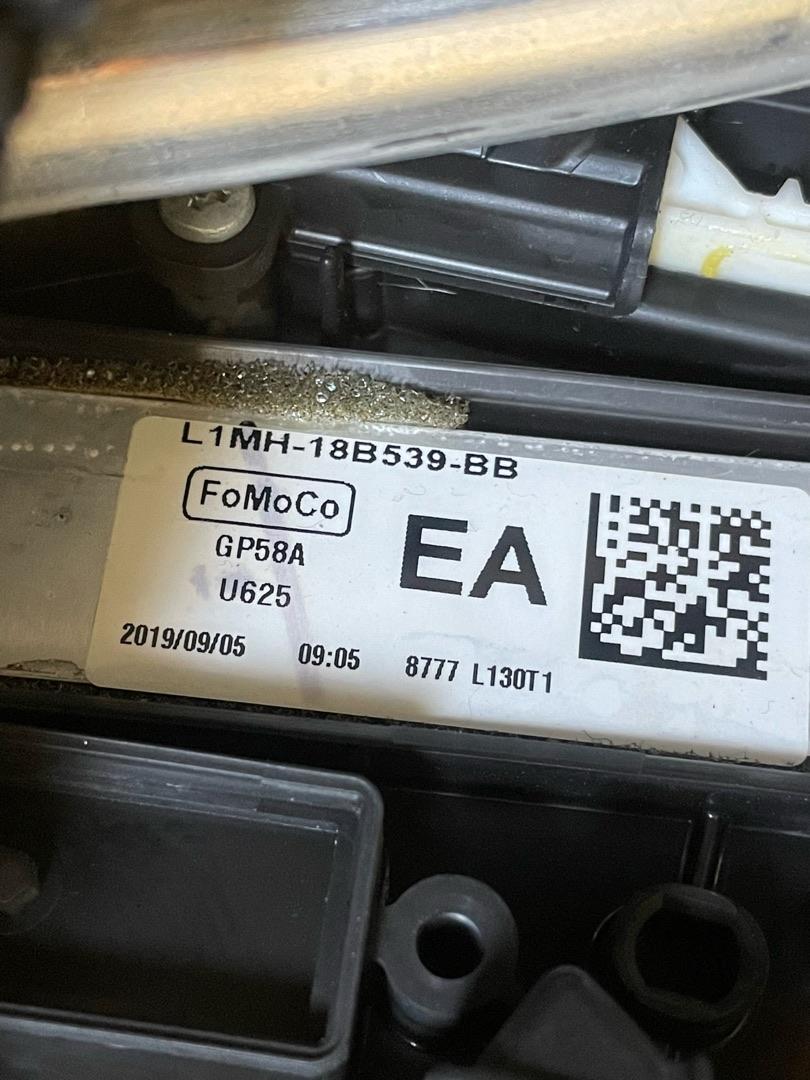 L1MH-18B539-BB
FoMoCo
EA
GP58A
U625
2019/09/05 09:05 8777 L130T1